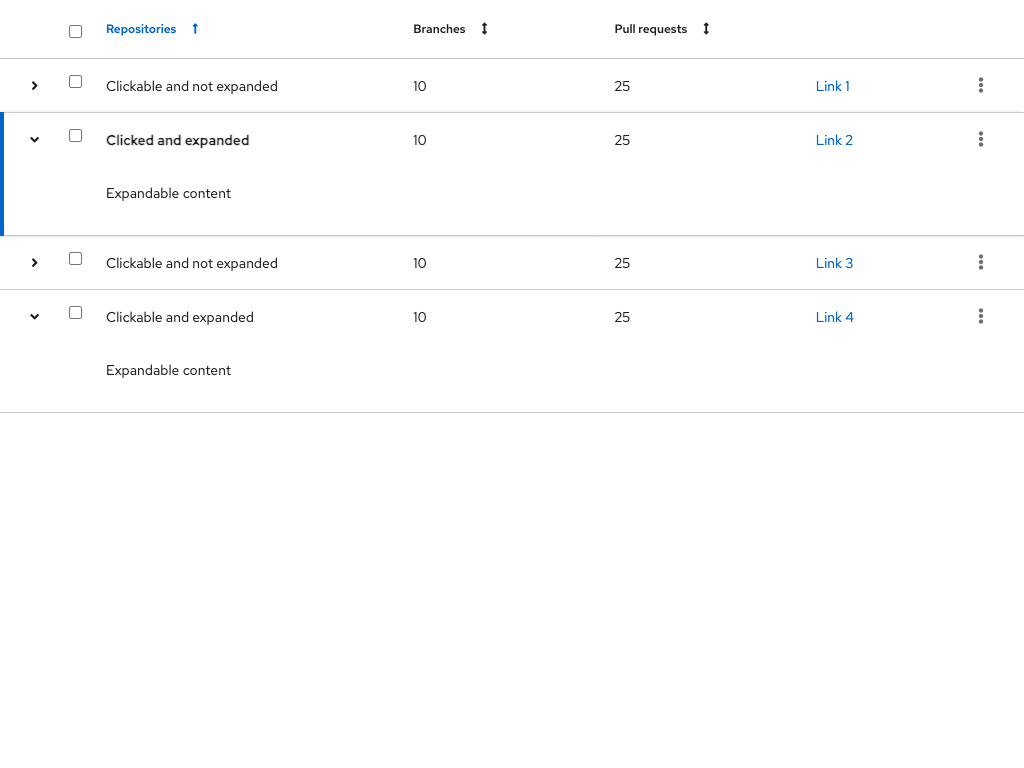 Repositories Branches Pull requests
Clickable and not expanded 10 25 Link 1
Clicked and expanded 10 25 Link 2
Expandable content
Clickable and not expanded 10 25 Link 3
Clickable and expanded 10 25 Link 4
Expandable content